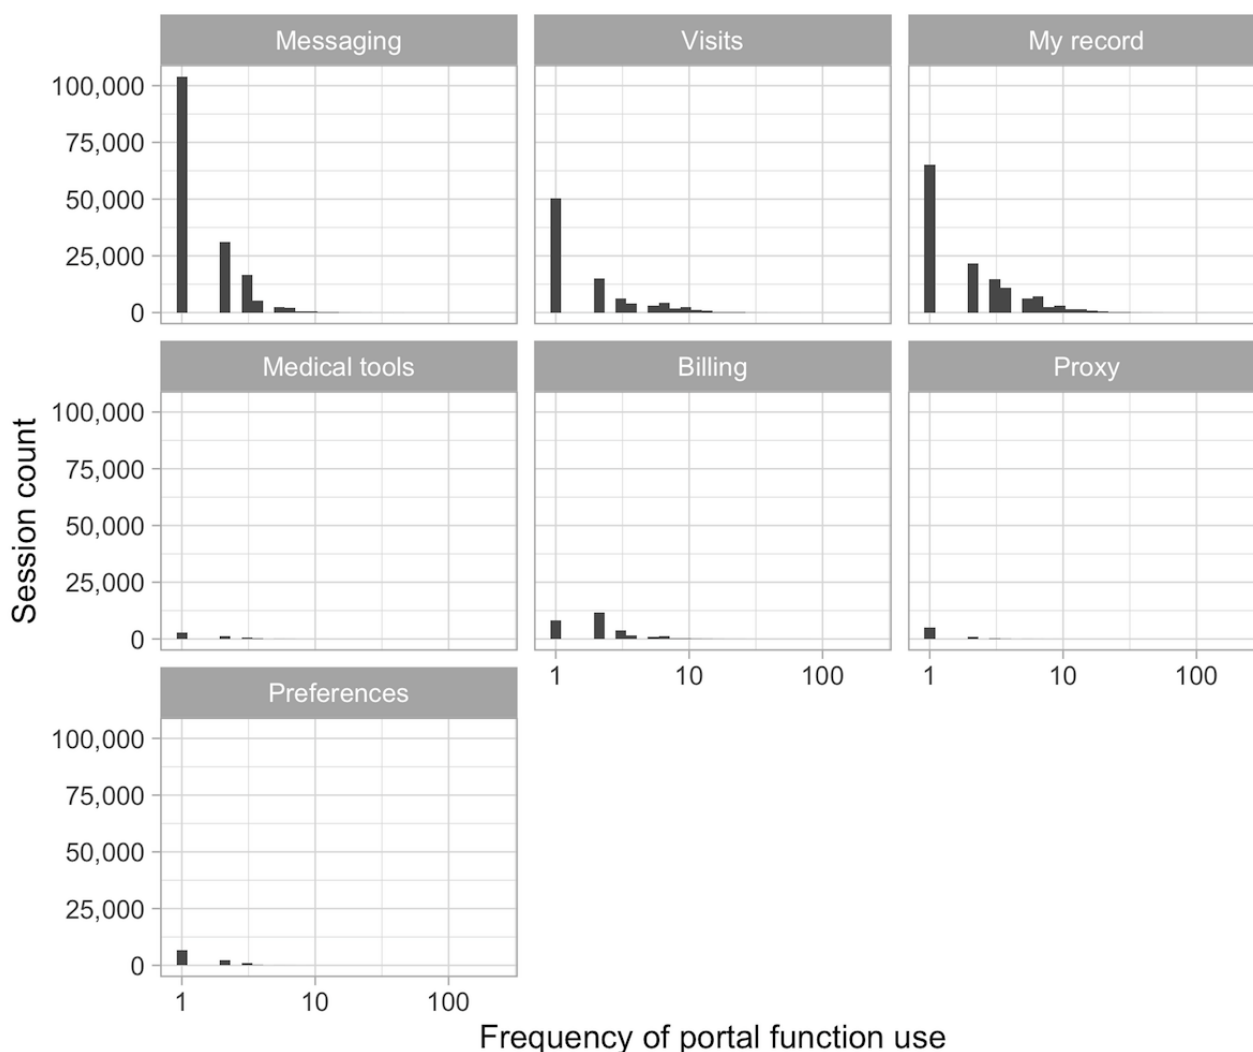 Messaging Visits My record
100,000
75,000
50,000
25,000
0
Medical tools Billing Proxy
100,000
75,000
50,000
25,000
0
1 10 100 1 10 100
Preferences
100,000
75,000
50,000
25,000
0
1 10 100
Session count
Frequency of portal function use